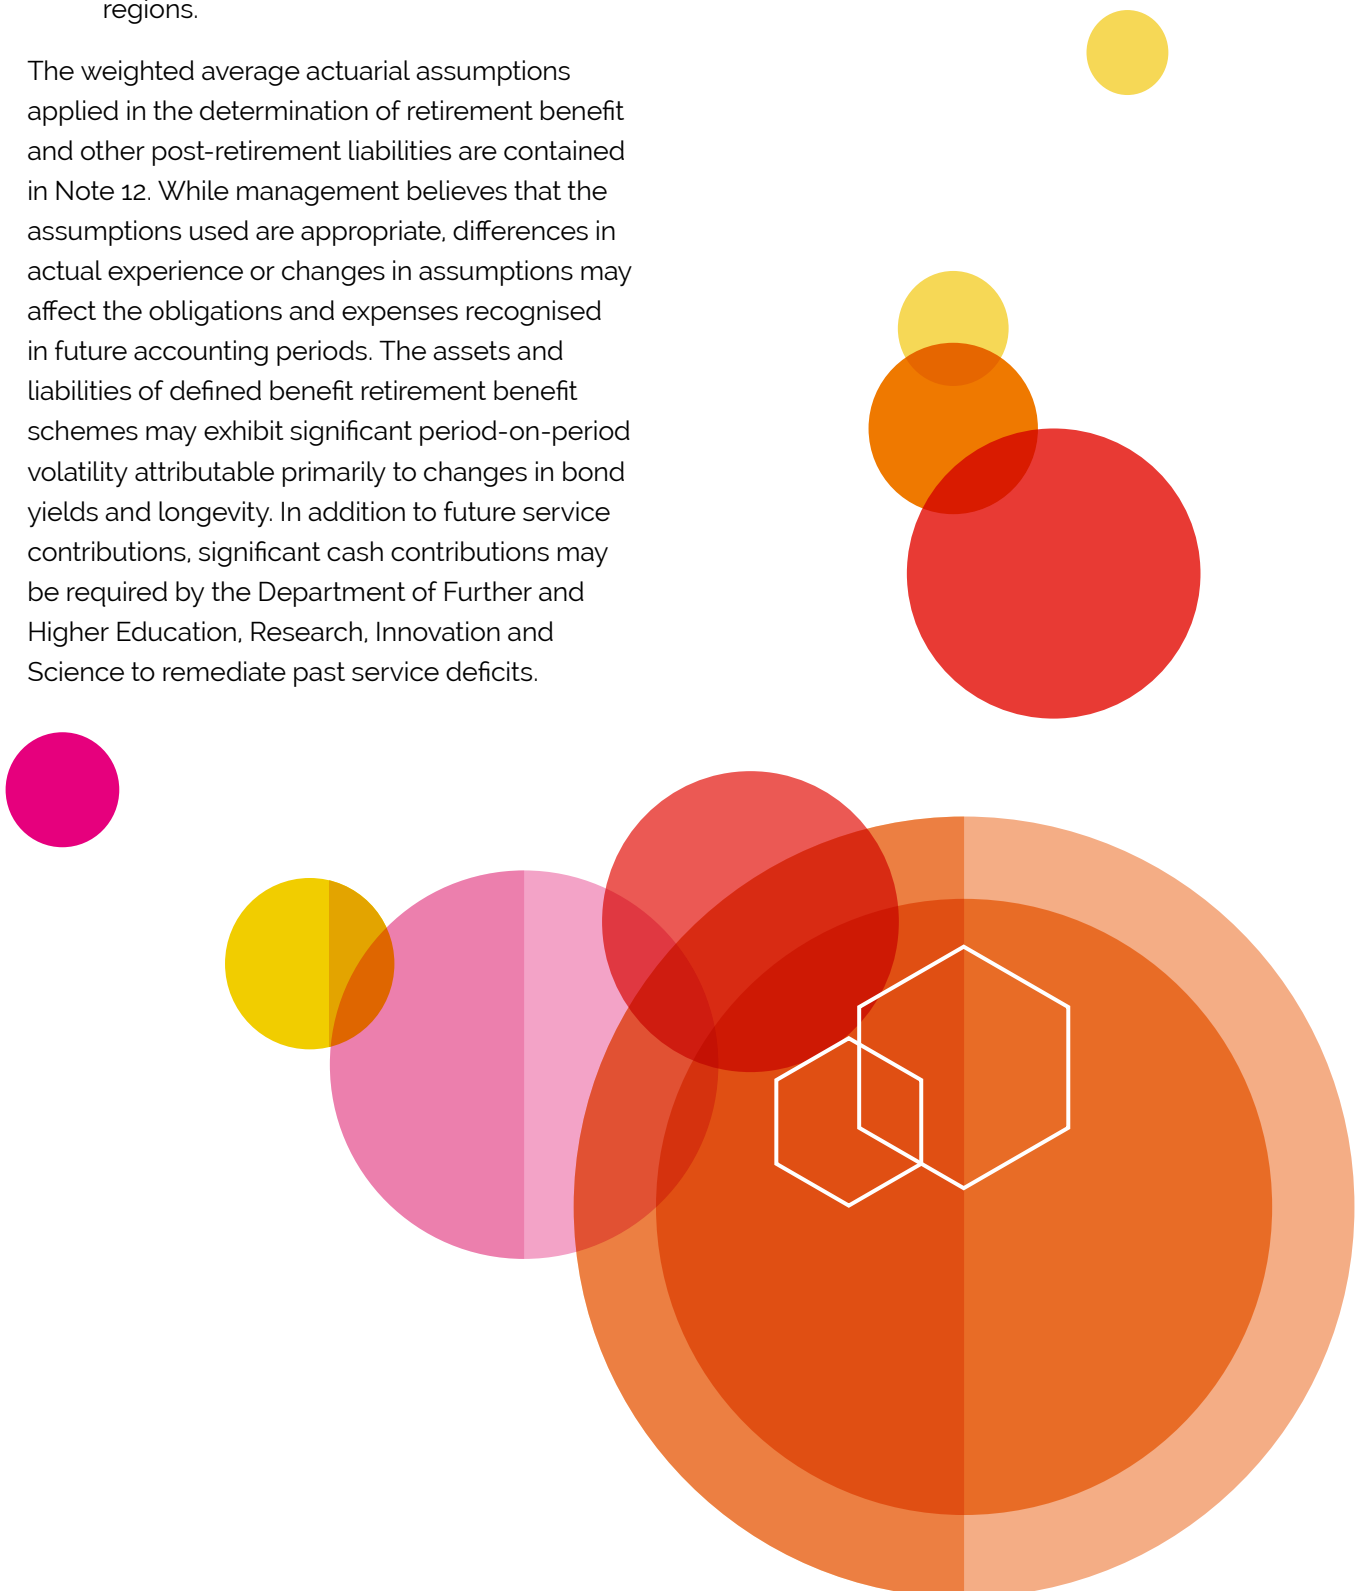 regions.
The weighted average actuarial assumptions
applied in the determination of retirement benefit
and other post-retirement liabilities are contained
in Note 12. While management believes that the
assumptions used are appropriate, differences in
actual experience or changes in assumptions may
affect the obligations and expenses recognised
in future accounting periods. The assets and
liabilities of defined benefit retirement benefit
schemes may exhibit significant period-on-period
volatility attributable primarily to changes in bond
yields and longevity. In addition to future service
contributions, significant cash contributions may
be required by the Department of Further and
Higher Education, Research, Innovation and
Science to remediate past service deficits.